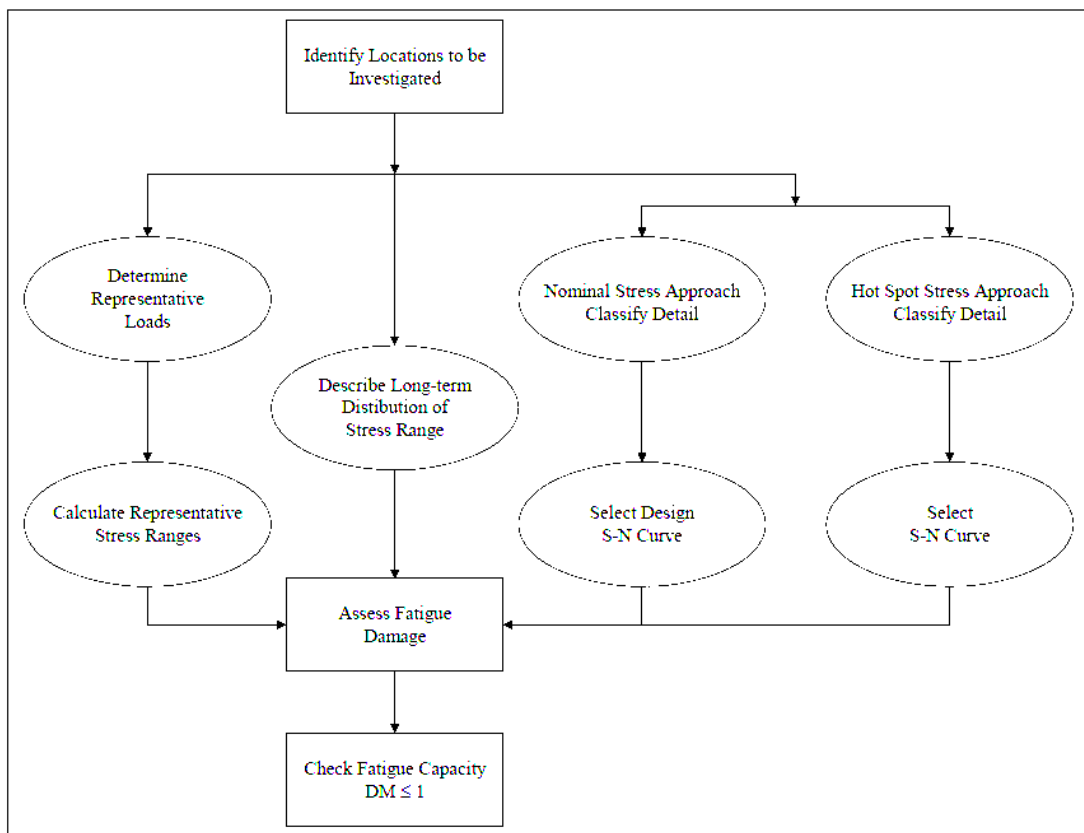 Identify Locations to be
Investigated
Determine
Representative
Loads
Nominal Stress Approach
Classify Detail
Hot Spot Stress Approach
Classify Detail
Describe Long-term
Distibution of
Stress Range
Calculate Representative
Stress Ranges
Select Design
S-N Curve
Select
S-N Curve
Assess Fatigue
Damage
Check Fatigue Capacity
DM ≤ 1